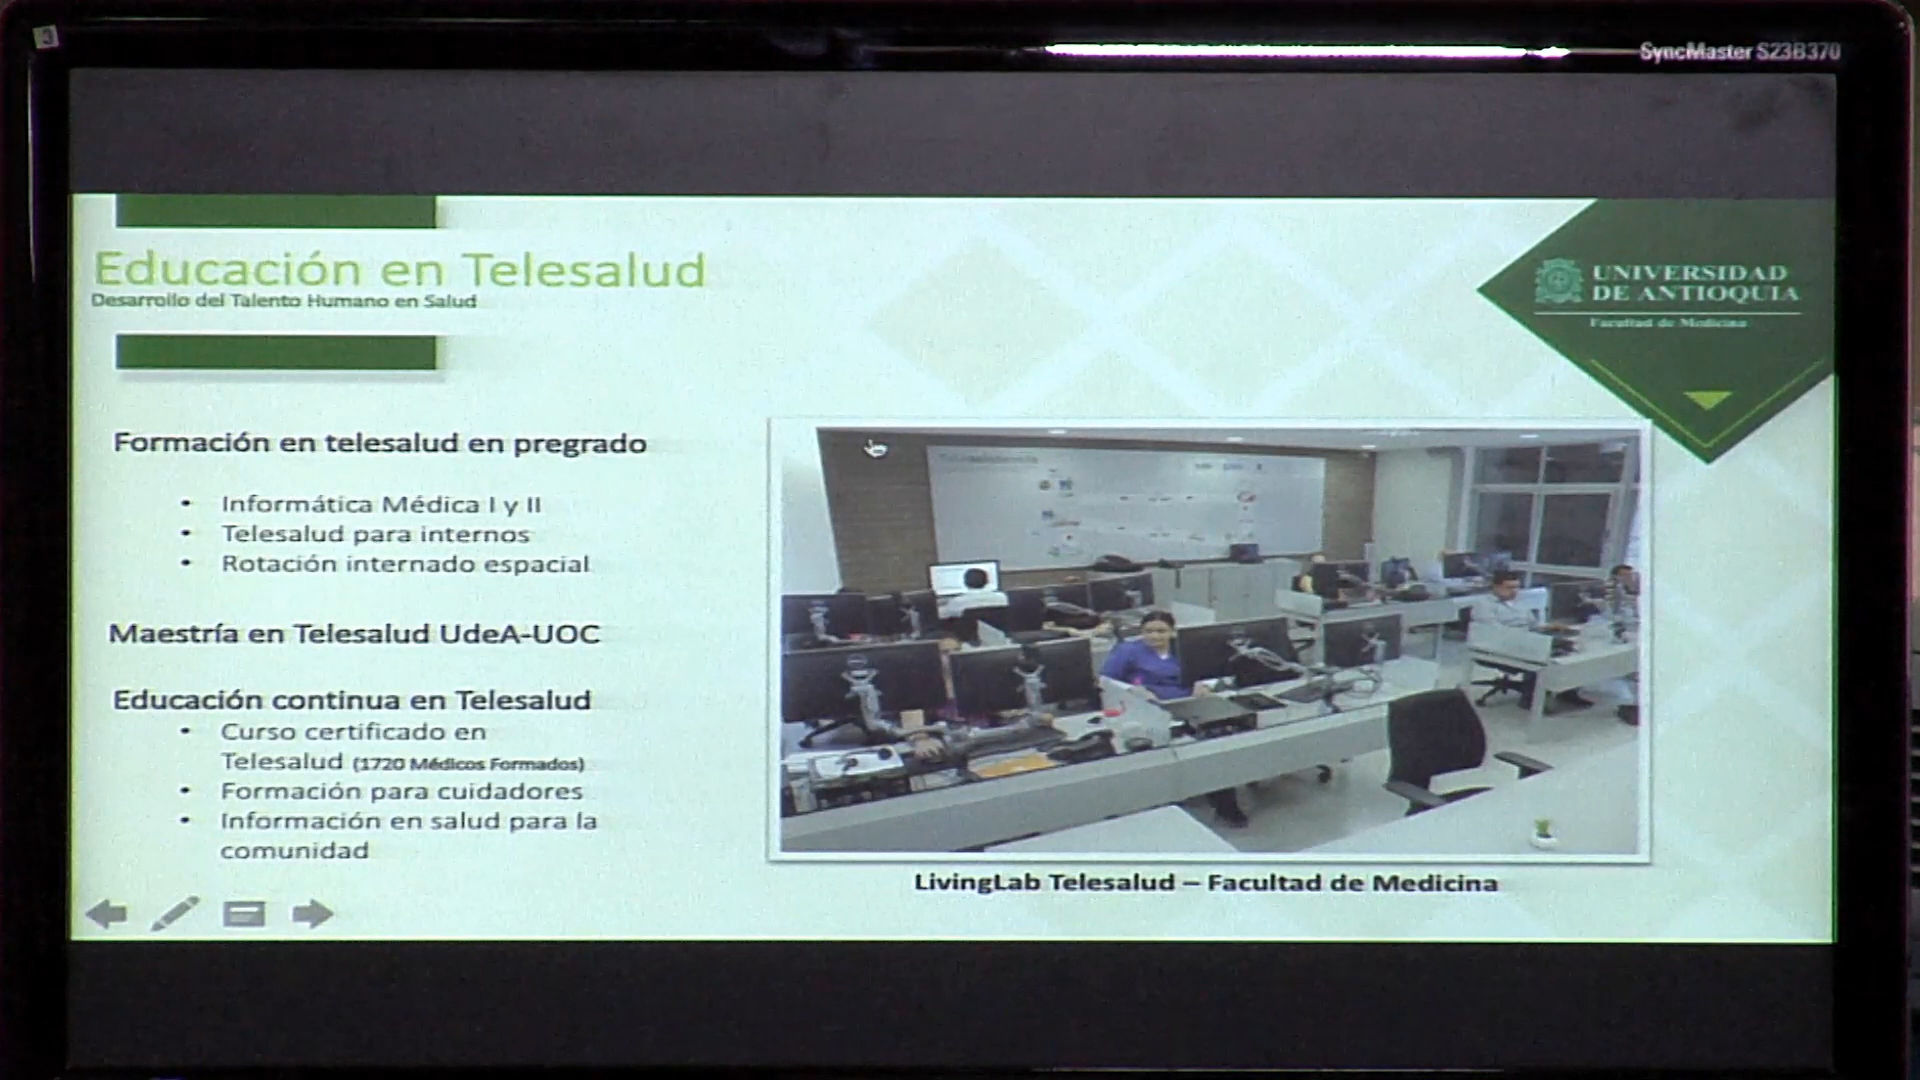 3
SyncMaster S23B370
Educación en Telesalud
Desarrollo del Talento Humano en Salud
UNIVERSIDAD
DE ANTIOQUIA
Facultad de Medicina
Formación en telesalud en pregrado
• Informática Médica I y II
• Telesalud para internos
• Rotación internado espacial
Maestría en Telesalud UdeA-UOC
Educación continua en Telesalud
• Curso certificado en
Telesalud (1720 Médicos Formados)
• Formación para cuidadores
• Información en salud para la
comunidad
LivingLab Telesalud – Facultad de Medicina